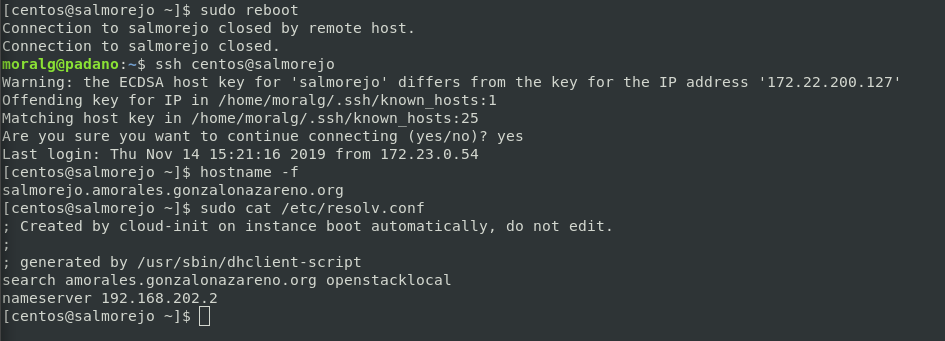 [centos@salmorejo ~]$ sudo reboot
Connection to salmorejo closed by remote host.
Connection to salmorejo closed.
moralg@padano:~$ ssh centos@salmorejo
Warning: the ECDSA host key for 'salmorejo' differs from the key for the IP address '172.22.200.127'
Offending key for IP in /home/moralg/.ssh/known_hosts:1
Matching host key in /home/moralg/.ssh/known_hosts:25
Are you sure you want to continue connecting (yes/no)? yes
Last login: Thu Nov 14 15:21:16 2019 from 172.23.0.54
[centos@salmorejo ~]$ hostname -f
salmorejo.amorales.gonzalonazareno.org
[centos@salmorejo ~]$ sudo cat /etc/resolv.conf
; Created by cloud-init on instance boot automatically, do not edit.
;
; generated by /usr/sbin/dhclient-script
search amorales.gonzalonazareno.org openstacklocal
nameserver 192.168.202.2
[centos@salmorejo ~]$